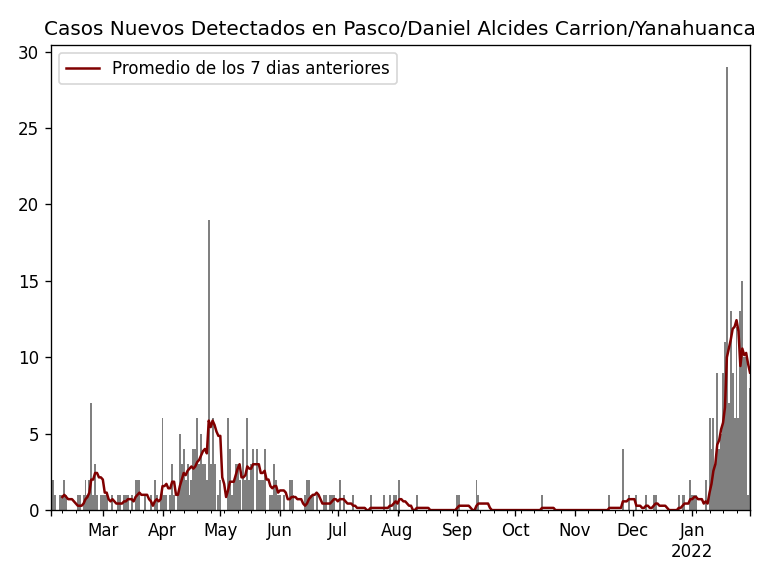 Casos Nuevos Detectados en Pasco/Daniel Alcides Carrion/Yanahuanca
Promedio de los 7 dias anteriores
30
25
20
15
10
5
0
Mar Apr May Jun Jul Aug Sep Oct Nov Dec Jan
2022